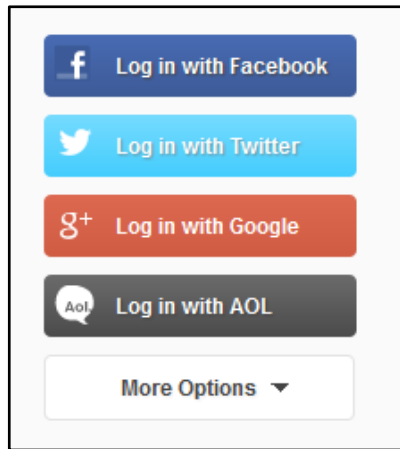 f Log in with Facebook
Log in with Twitter
g+ Log in with Google
Aol. Log in with AOL
More Options